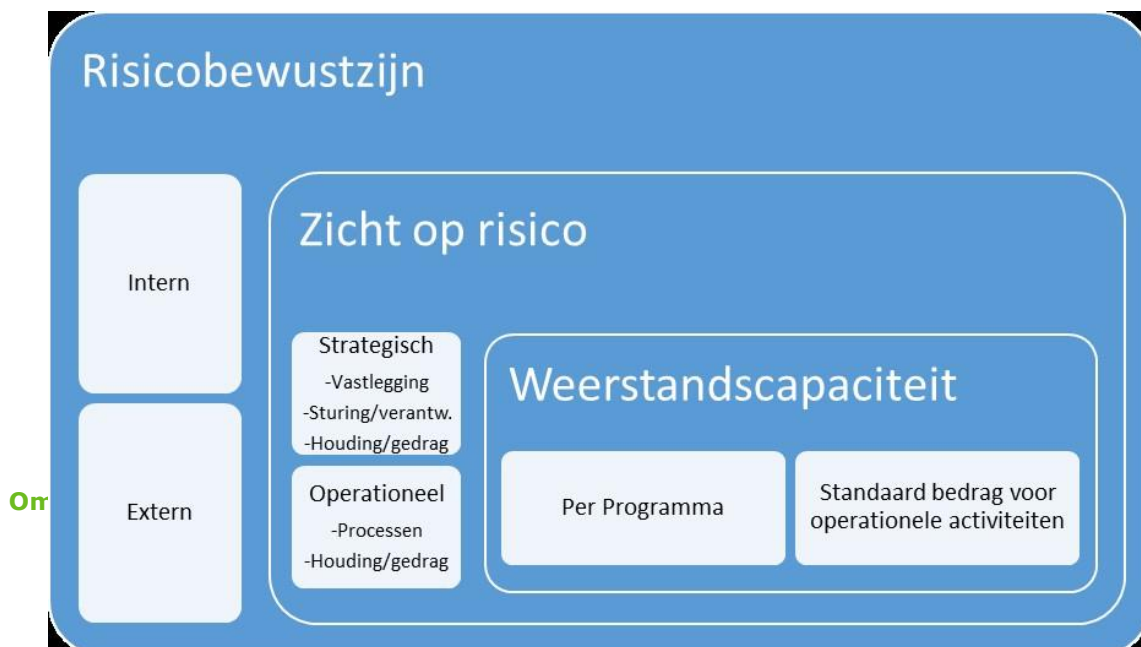 Risicobewustzijn
Intern
Extern
Zicht op risico
Strategisch
-Vastlegging
-Sturing/verantw.
-Houding/gedrag
Operationeel
-Processen
-Houding/gedrag
Weerstandscapaciteit
Per Programma
Standaard bedrag voor
operationele activiteiten